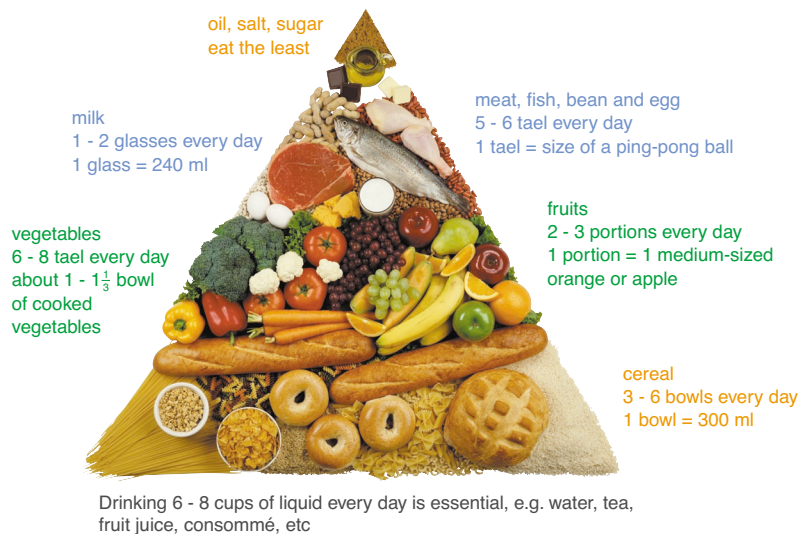 oil, salt, sugar
eat the least
milk
1 - 2 glasses every day
1 glass = 240 ml
meat, fish, bean and egg
5 - 6 tael every day
1 tael = size of a ping-pong ball
vegetables
6 - 8 tael every day
about 1 - 1⅓ bowl
of cooked
vegetables
fruits
2 - 3 portions every day
1 portion = 1 medium-sized
orange or apple
cereal
3 - 6 bowls every day
1 bowl = 300 ml
Drinking 6 - 8 cups of liquid every day is essential, e.g. water, tea,
fruit juice, consommé, etc